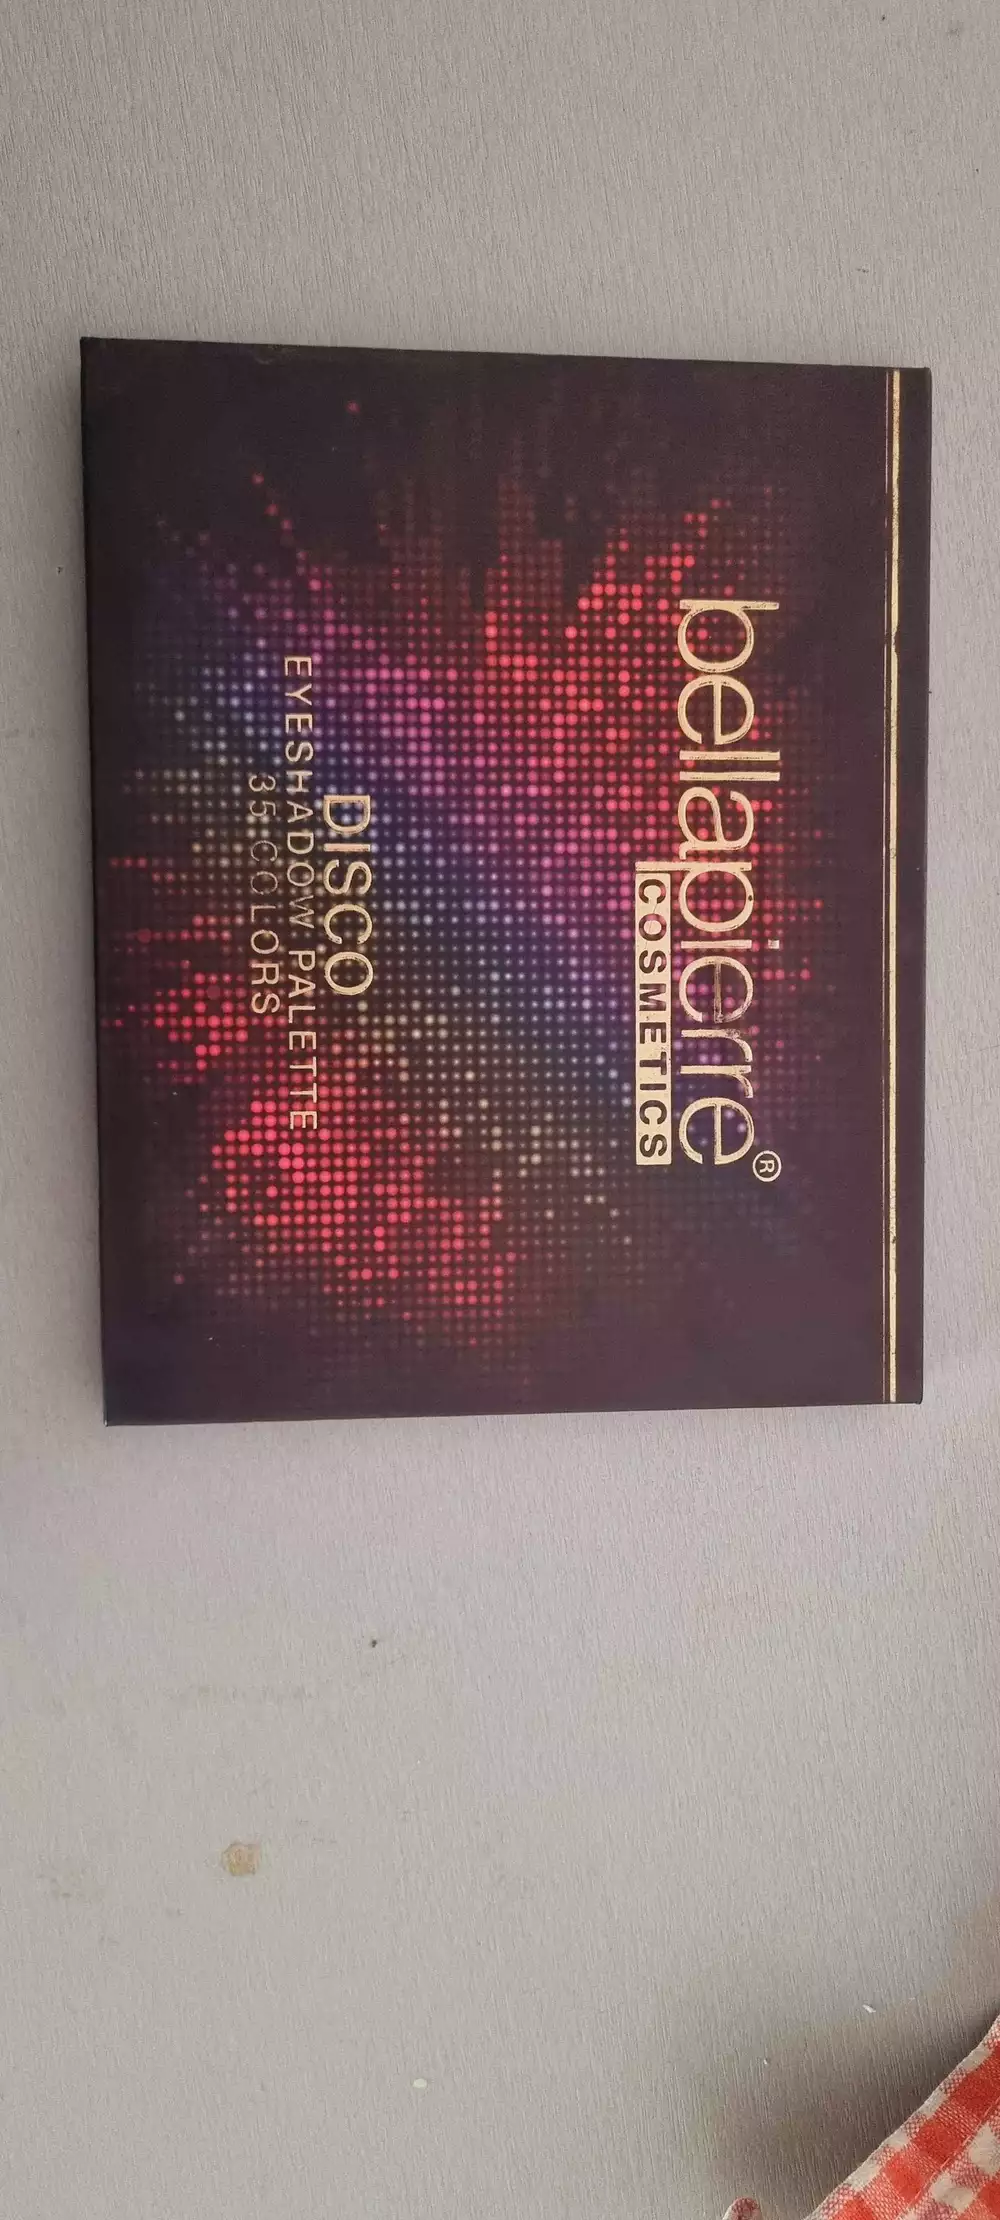 bellapierre®
COSMETICS
DISCO
EYESHADOW PALETTE
35 COLORS